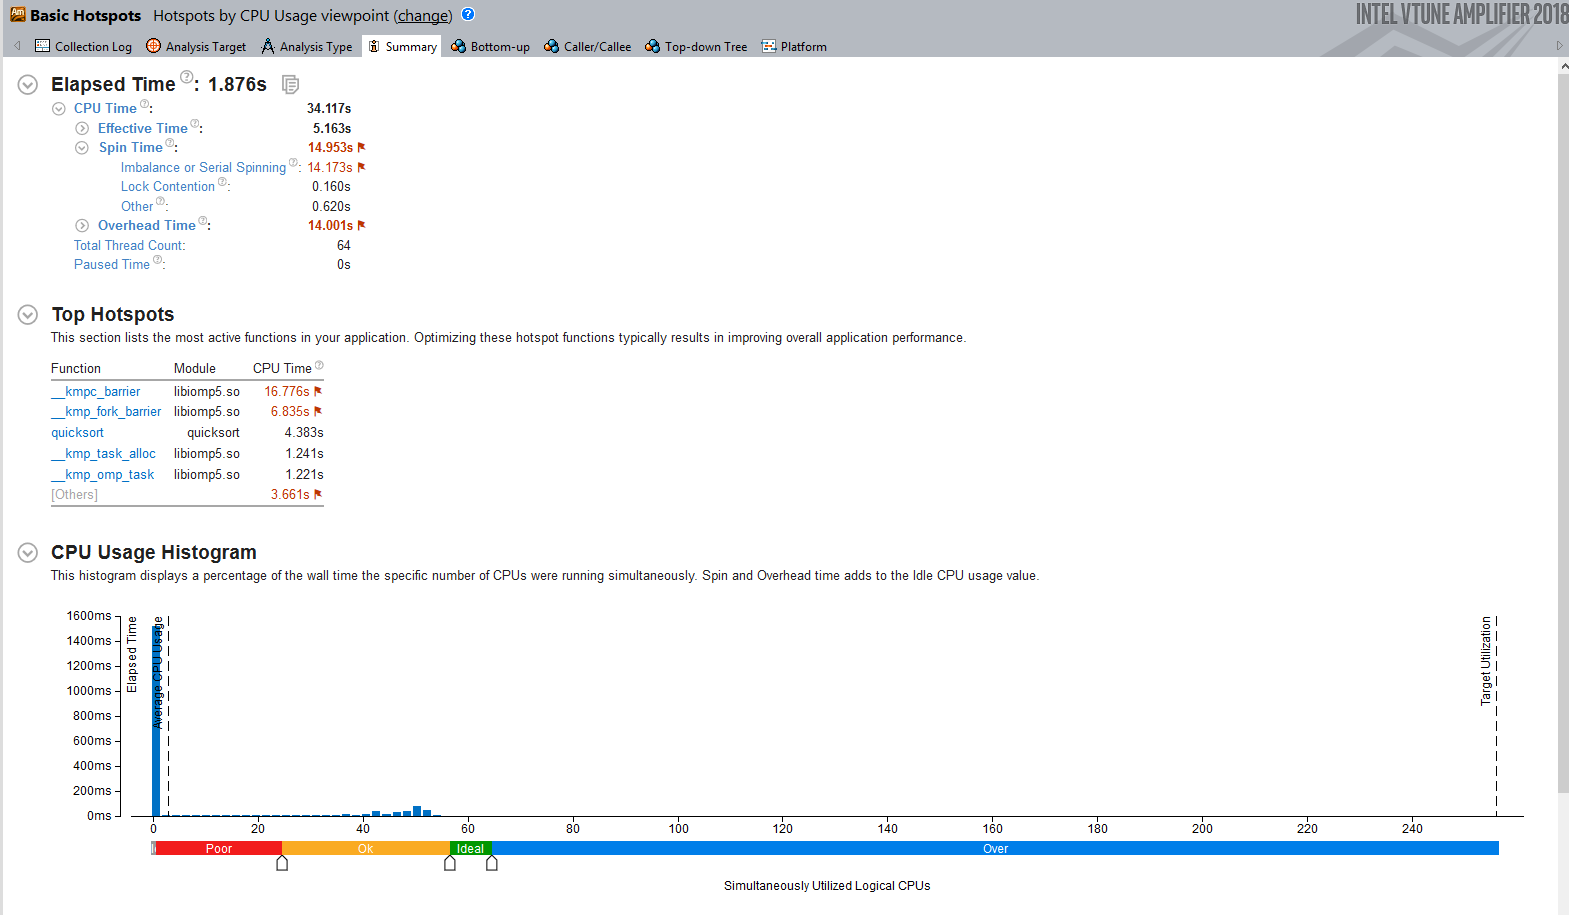 Basic Hotspots Hotspots by CPU Usage viewpoint (change) ?
INTEL VTUNE AMPLIFIER 2018
Collection Log Analysis Target Analysis Type Summary Bottom-up Caller/Callee Top-down Tree Platform
Elapsed Time ?: 1.876s
CPU Time ?: 34.117s
Effective Time ?: 5.163s
Spin Time ?: 14.953s
Imbalance or Serial Spinning ?: 14.173s
Lock Contention ?: 0.160s
Other ?: 0.620s
Overhead Time ?: 14.001s
Total Thread Count: 64
Paused Time ?: 0s
Top Hotspots
This section lists the most active functions in your application. Optimizing these hotspot functions typically results in improving overall application performance.
Function Module CPU Time ?
__kmpc_barrier libiomp5.so 16.776s
__kmp_fork_barrier libiomp5.so 6.835s
quicksort quicksort 4.383s
__kmp_task_alloc libiomp5.so 1.241s
__kmp_omp_task libiomp5.so 1.221s
[Others] 3.661s
CPU Usage Histogram
This histogram displays a percentage of the wall time the specific number of CPUs were running simultaneously. Spin and Overhead time adds to the Idle CPU usage value.
1600ms
1400ms
1200ms
1000ms
800ms
600ms
400ms
200ms
0ms
Elapsed Time
Average CPU Usage
Target Utilization
0 20 40 60 80 100 120 140 160 180 200 220 240
Poor Ok Ideal Over
Simultaneously Utilized Logical CPUs